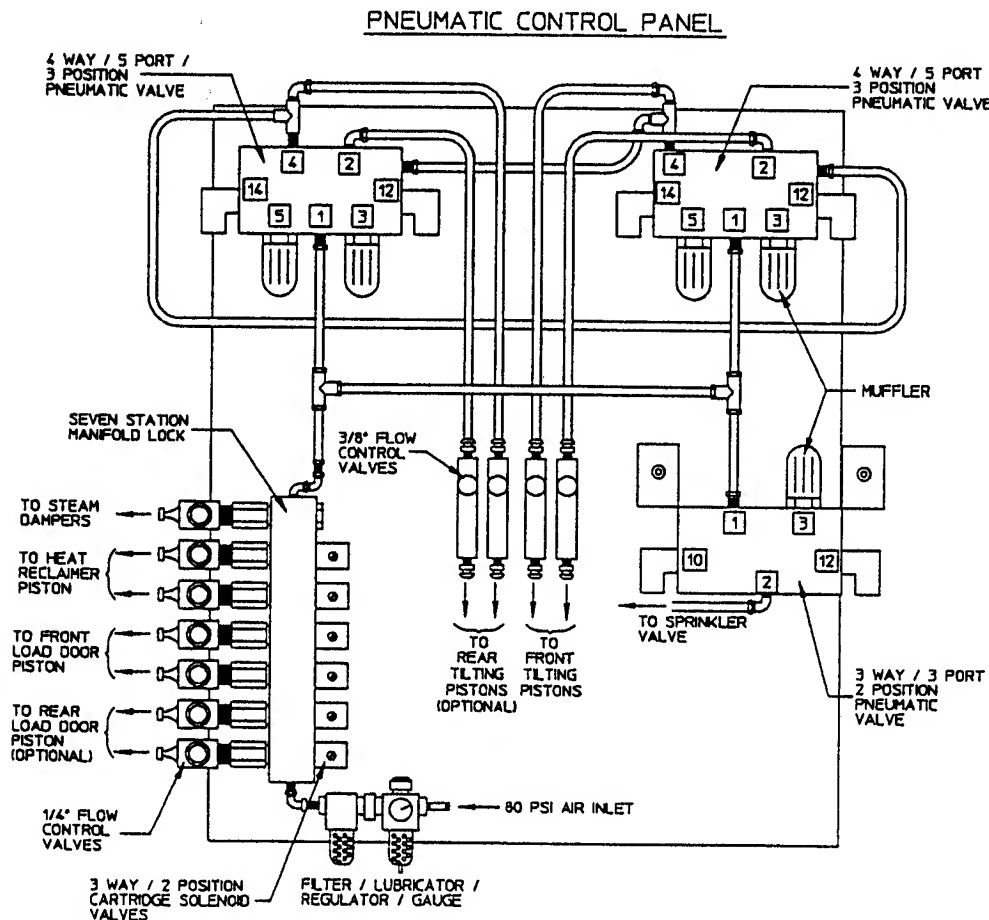 PNEUMATIC CONTROL PANEL
4 WAY / 5 PORT /
3 POSITION
PNEUMATIC VALVE
4 WAY / 5 PORT
3 POSITION
PNEUMATIC VALVE
4
2
14
12
5
1
3
4
2
14
12
5
1
3
MUFFLER
SEVEN STATION
MANIFOLD LOCK
3/8" FLOW
CONTROL
VALVES
TO STEAM
DAMPERS
TO HEAT
RECLAIMER
PISTON
TO FRONT
LOAD DOOR
PISTON
TO REAR
LOAD DOOR
PISTON
(OPTIONAL)
1
3
10
12
2
TO SPRINKLER
VALVE
TO
REAR
TILTING
PISTONS
(OPTIONAL)
TO
FRONT
TILTING
PISTONS
3 WAY / 3 PORT
2 POSITION
PNEUMATIC
VALVE
80 PSI AIR INLET
1/4" FLOW
CONTROL
VALVES
3 WAY / 2 POSITION
CARTRIDGE SOLENOID
VALVES
FILTER / LUBRICATOR /
REGULATOR / GAUGE